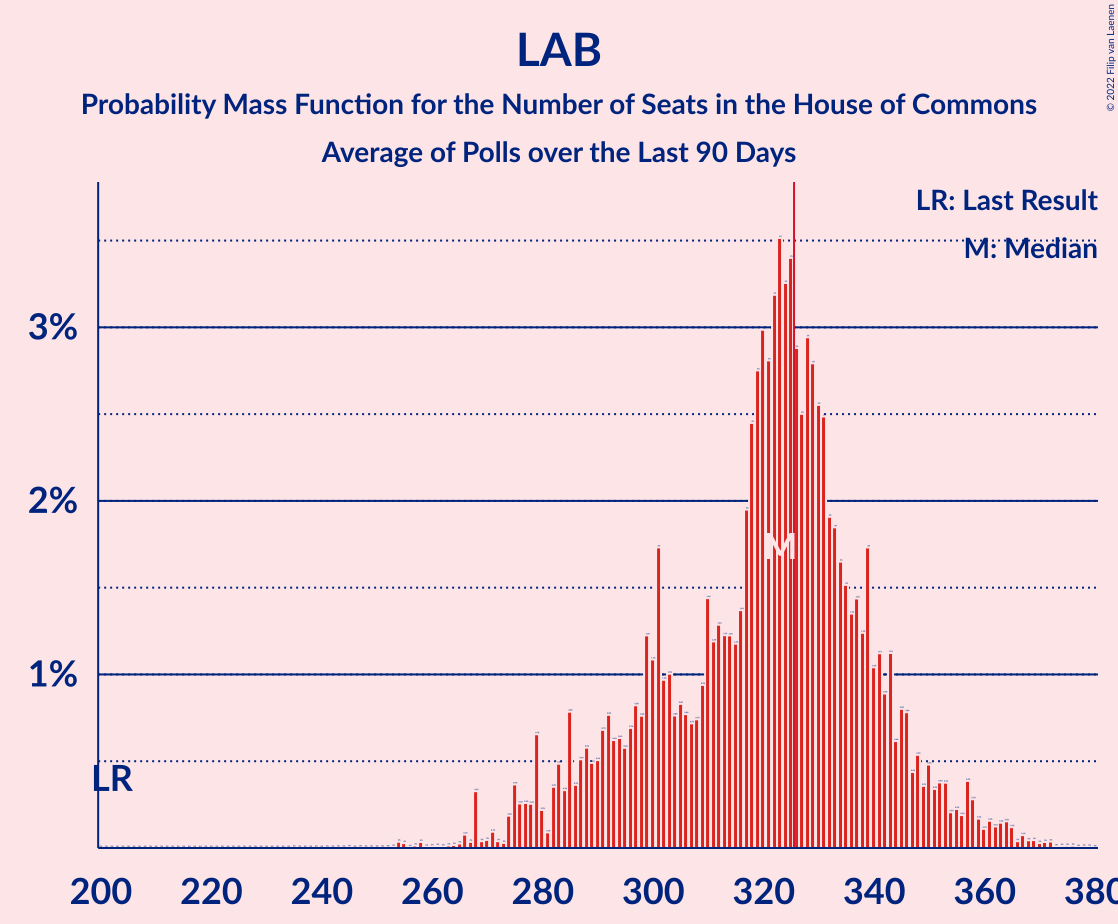 LAB
Probability Mass Function for the Number of Seats in the House of Commons
Average of Polls over the Last 90 Days
© 2022 Filip van Laenen
LR: Last Result
M: Median
3%
2%
1%
LR
M
200 220 240 260 280 300 320 340 360 380